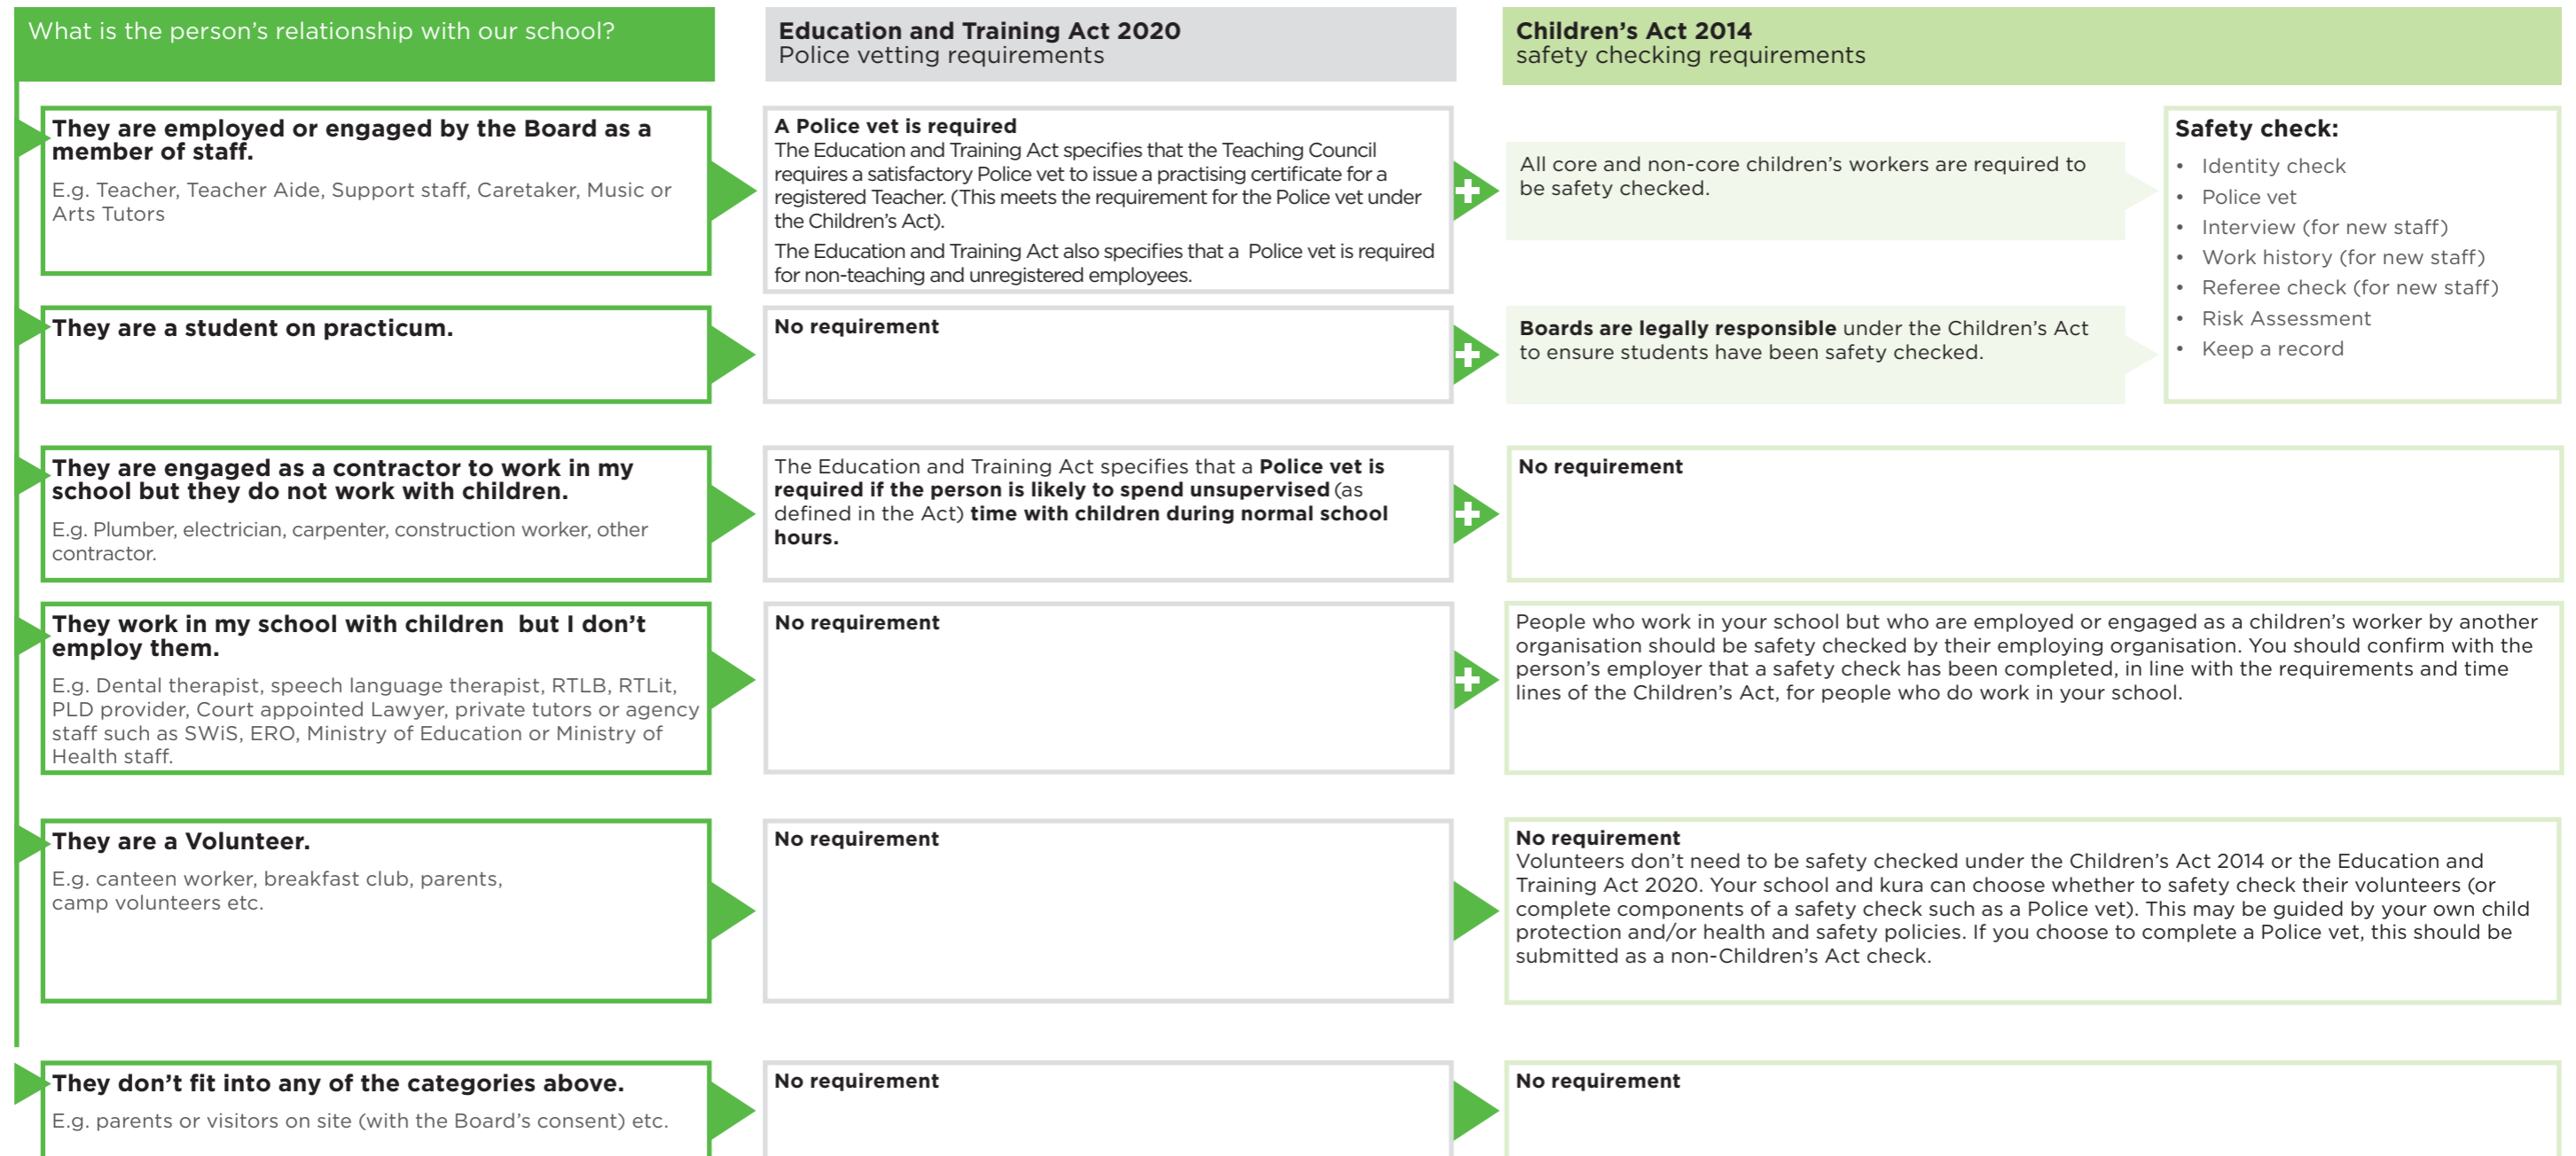 What is the person's relationship with our school?
Education and Training Act 2020
Police vetting requirements
Children's Act 2014
safety checking requirements
They are employed or engaged by the Board as a
member of staff.
E.g. Teacher, Teacher Aide, Support staff, Caretaker, Music or
Arts Tutors
A Police vet is required
The Education and Training Act specifies that the Teaching Council
requires a satisfactory Police vet to issue a practising certificate for a
registered Teacher. (This meets the requirement for the Police vet under
the Children's Act).
The Education and Training Act also specifies that a Police vet is required
for non-teaching and unregistered employees.
All core and non-core children's workers are required to
be safety checked.
Safety check:
• Identity check
• Police vet
• Interview (for new staff)
• Work history (for new staff)
• Referee check (for new staff)
• Risk Assessment
• Keep a record
They are a student on practicum.
No requirement
Boards are legally responsible under the Children's Act
to ensure students have been safety checked.
They are engaged as a contractor to work in my
school but they do not work with children.
E.g. Plumber, electrician, carpenter, construction worker, other
contractor.
The Education and Training Act specifies that a Police vet is
required if the person is likely to spend unsupervised (as
defined in the Act) time with children during normal school
hours.
No requirement
They work in my school with children but I don't
employ them.
E.g. Dental therapist, speech language therapist, RTLB, RTLit,
PLD provider, Court appointed Lawyer, private tutors or agency
staff such as SWiS, ERO, Ministry of Education or Ministry of
Health staff.
No requirement
People who work in your school but who are employed or engaged as a children's worker by another
organisation should be safety checked by their employing organisation. You should confirm with the
person's employer that a safety check has been completed, in line with the requirements and time
lines of the Children's Act, for people who do work in your school.
They are a Volunteer.
E.g. canteen worker, breakfast club, parents,
camp volunteers etc.
No requirement
No requirement
Volunteers don't need to be safety checked under the Children's Act 2014 or the Education and
Training Act 2020. Your school and kura can choose whether to safety check their volunteers (or
complete components of a safety check such as a Police vet). This may be guided by your own child
protection and/or health and safety policies. If you choose to complete a Police vet, this should be
submitted as a non-Children's Act check.
They don't fit into any of the categories above.
E.g. parents or visitors on site (with the Board's consent) etc.
No requirement
No requirement